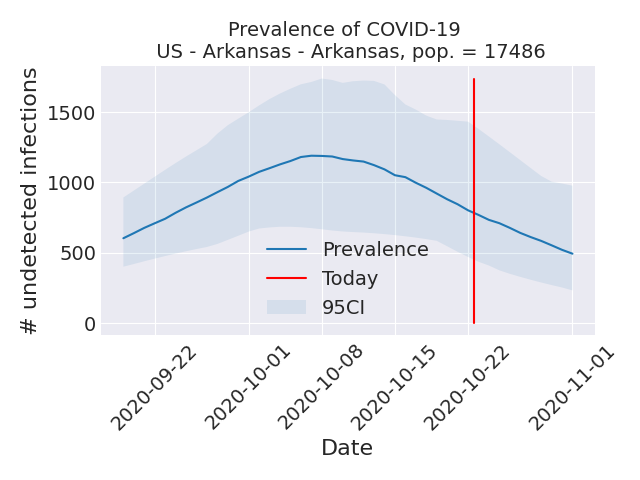 Prevalence of COVID-19
US - Arkansas - Arkansas, pop. = 17486
# undetected infections
1500
1000
500
0
Prevalence
Today
95CI
2020-09-22
2020-10-01
2020-10-08
2020-10-15
2020-10-22
2020-11-01
Date